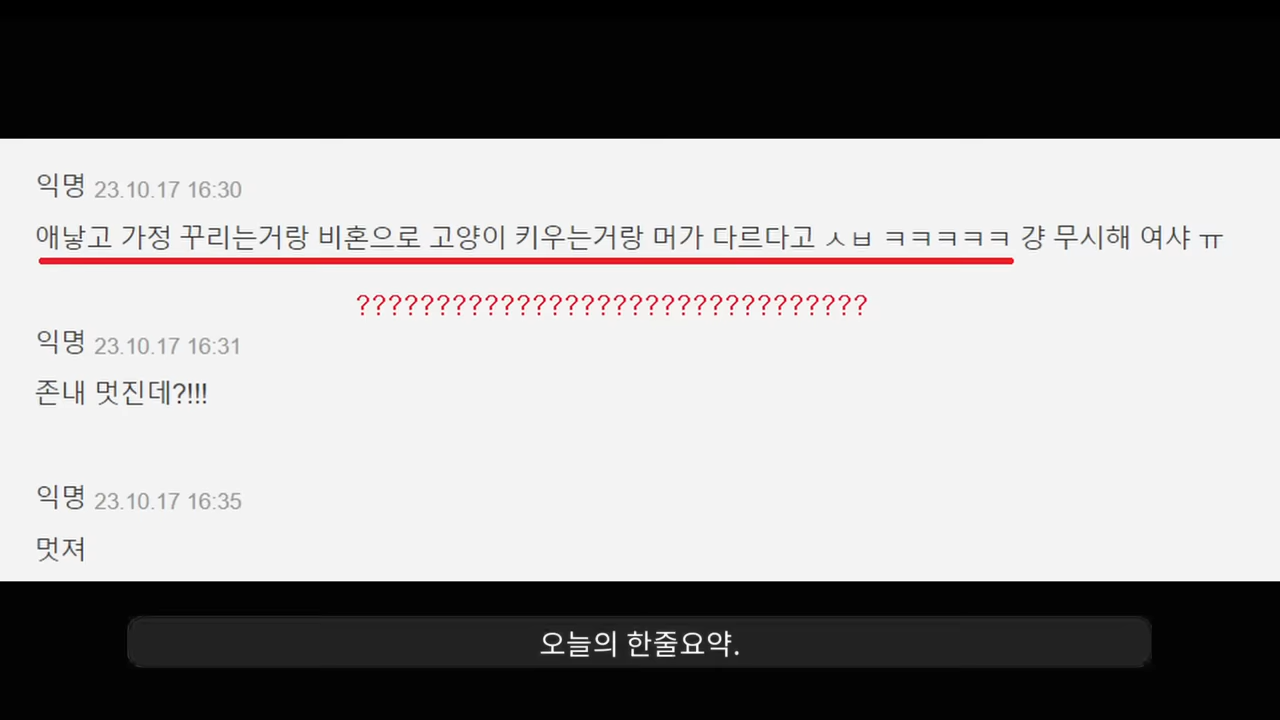 익명 23.10.17 16:30
애낳고 가정 꾸리는거랑 비혼으로 고양이 키우는거랑 머가 다르다고 ㅅㅂ ㅋㅋㅋㅋㅋ 걍 무시해 여샤 ㅠ
????????????????????????????????
익명 23.10.17 16:31
존내 멋진데?!!!
익명 23.10.17 16:35
멋져
오늘의 한줄요약.